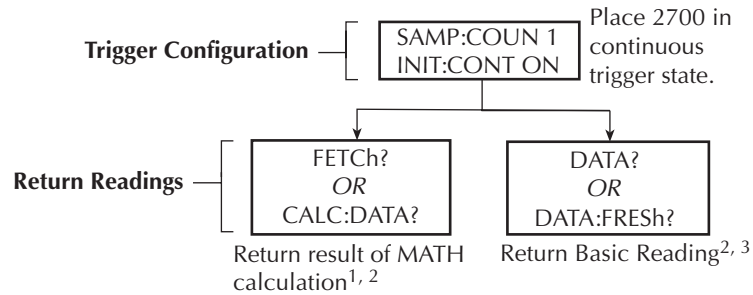 Trigger Configuration
SAMP:COUN 1
INIT:CONT ON
Place 2700 in
continuous
trigger state.
Return Readings
FETCh?
OR
CALC:DATA?
DATA?
OR
DATA:FRESh?
Return result of MATH
calculation1, 2
Return Basic Reading2, 3